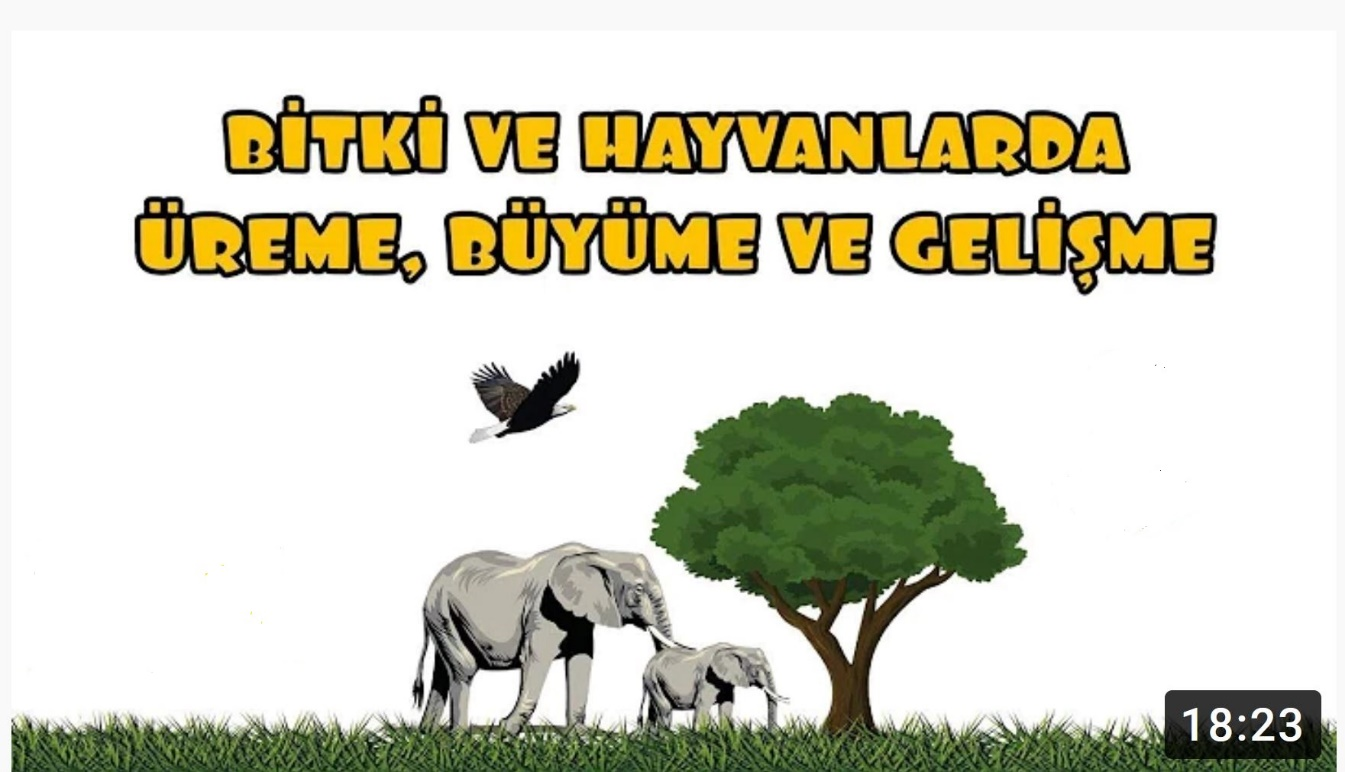 BİTKİ VE HAYVANLARDA
ÜREME, BÜYÜME VE GELİŞME
18:23